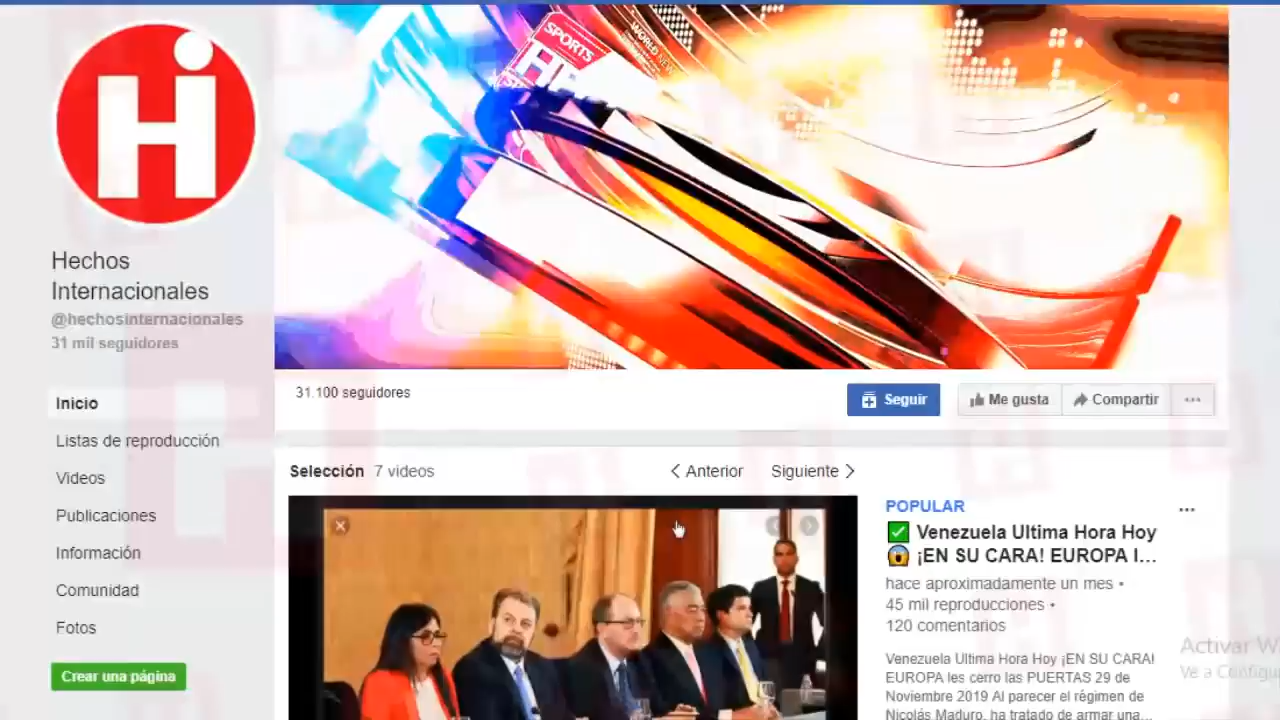 Hi
SPORTS
WORLD NEWS
Hechos
Internacionales
@hechosinternacionales
31 mil seguidores
31.100 seguidores
Seguir
Me gusta
Compartir
Inicio
Listas de reproducción
Videos
Publicaciones
Información
Comunidad
Fotos
Crear una página
Selección 7 videos
Anterior
Siguiente
POPULAR
Venezuela Ultima Hora Hoy
¡EN SU CARA! EUROPA l...
hace aproximadamente un mes •
45 mil reproducciones •
120 comentarios
Venezuela Ultima Hora Hoy ¡EN SU CARA!
EUROPA les cerro las PUERTAS 29 de
Noviembre 2019 Al parecer el régimen de
Nicolás Maduro, ha tratado de armar una...
Activar
Ve a